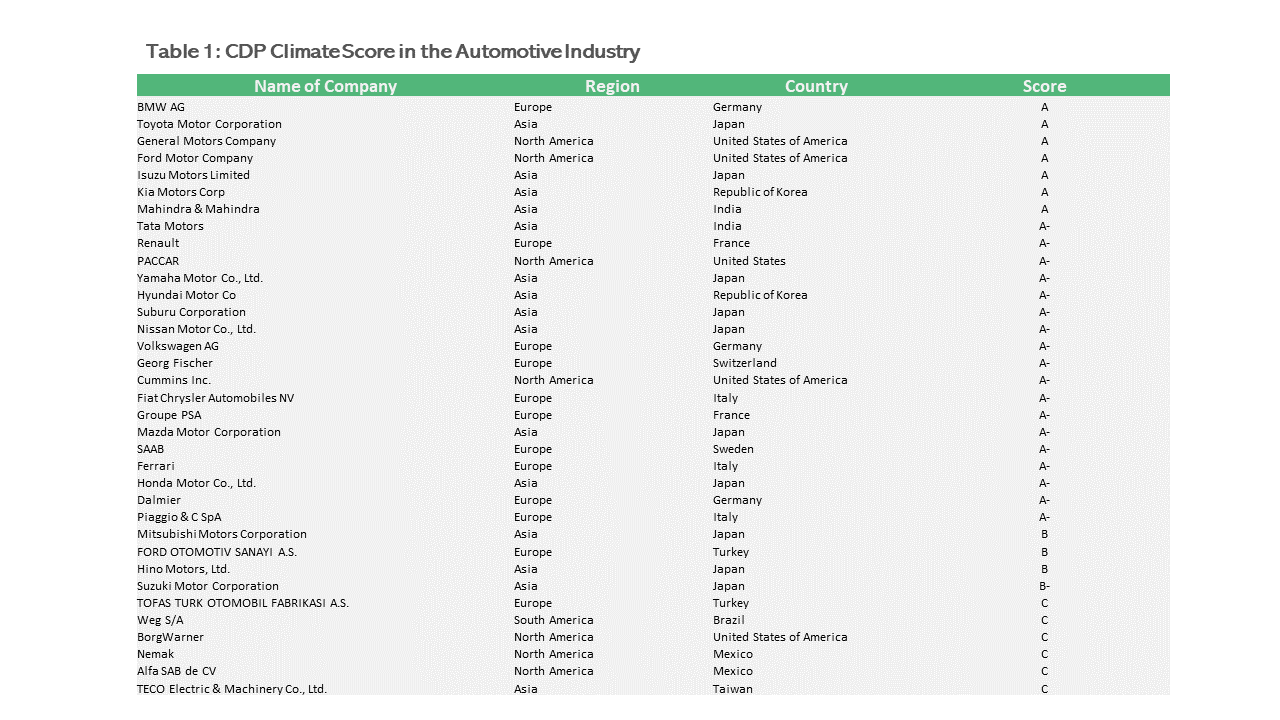 Table 1: CDP Climate Score in the Automotive Industry
Name of Company Region Country Score
BMW AG Europe Germany A
Toyota Motor Corporation Asia Japan A
General Motors Company North America United States of America A
Ford Motor Company North America United States of America A
Isuzu Motors Limited Asia Japan A
Kia Motors Corp Asia Republic of Korea A
Mahindra & Mahindra Asia India A
Tata Motors Asia India A-
Renault Europe France A-
PACCAR North America United States A-
Yamaha Motor Co., Ltd. Asia Japan A-
Hyundai Motor Co Asia Republic of Korea A-
Suburu Corporation Asia Japan A-
Nissan Motor Co., Ltd. Asia Japan A-
Volkswagen AG Europe Germany A-
Georg Fischer Europe Switzerland A-
Cummins Inc. North America United States of America A-
Fiat Chrysler Automobiles NV Europe Italy A-
Groupe PSA Europe France A-
Mazda Motor Corporation Asia Japan A-
SAAB Europe Sweden A-
Ferrari Europe Italy A-
Honda Motor Co., Ltd. Asia Japan A-
Dalmier Europe Germany A-
Piaggio & C SpA Europe Italy A-
Mitsubishi Motors Corporation Asia Japan B
FORD OTOMOTIV SANAYI A.S. Europe Turkey B
Hino Motors, Ltd. Asia Japan B
Suzuki Motor Corporation Asia Japan B-
TOFAS TURK OTOMOBIL FABRIKASI A.S. Europe Turkey C
Weg S/A South America Brazil C
BorgWarner North America United States of America C
Nemak North America Mexico C
Alfa SAB de CV North America Mexico C
TECO Electric & Machinery Co., Ltd. Asia Taiwan C